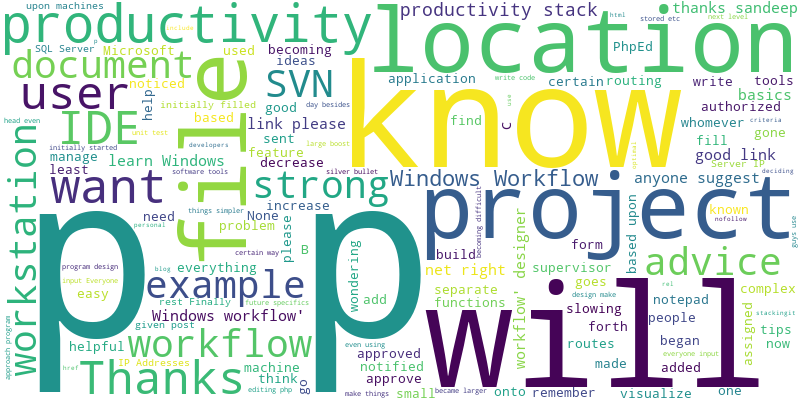 upon machines
productivity
location
productivity stack
thanks sandeep
html
stored etc
next level
SQL Server
Microsoft
used
becoming
PhpEd
include
document
file
noticed
ideas
SVN
know
application
certain
routing
write
tools
write code
basics
user
help
initially filled
good
day besides
authorized
based
link please
c
use
find
whomever
criteria
head even
IDE
initially started
unit test
developers
sent
large boost
fill
gone
manage
feature
optional
good link
least
learn Windows
decrease
software tools
silver bullet
Server IP
deciding
workstation
want
strong
Windows Workflow
project
anyone suggest
need
None
increase
becoming difficult
known
nofollow
things simpler
personal
problem
please
wondering
workflow' designer
form
based upon
guys use
p p
certain way
B
build
program design
everything
net right
supervisor
advice
input Everyone
blog
example
add
separate
goes
complex
easy
rest Finally
future specifics
will
functions
notepad
Windows workflow'
slowing
people
stackingit
given post
forth
assigned
tips
helpful
workflow
even using
approved
routes
began
now
approach program
IP Addresses
machine
notified
design make
everyone input
href
Thanks
think
approve
made
added
rel
editing php
go
make things
small
became larger
onto
remember
visualize
one